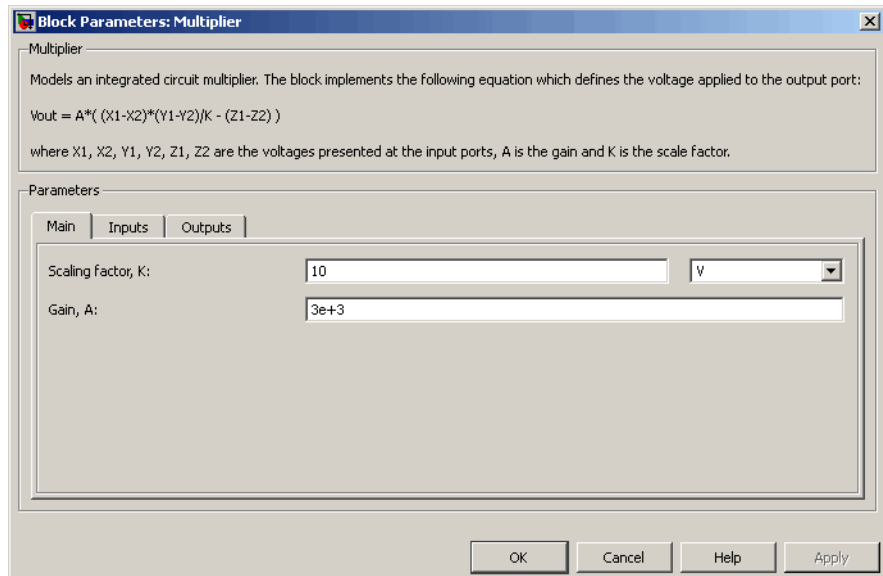 Block Parameters: Multiplier
Multiplier
Models an integrated circuit multiplier. The block implements the following equation which defines the voltage applied to the output port:
Vout = A*( (X1-X2)*(Y1-Y2)/K - (Z1-Z2) )
where X1, X2, Y1, Y2, Z1, Z2 are the voltages presented at the input ports, A is the gain and K is the scale factor.
Parameters
Main Inputs Outputs
Scaling factor, K: 10 V
Gain, A: 3e+3
OK Cancel Help Apply